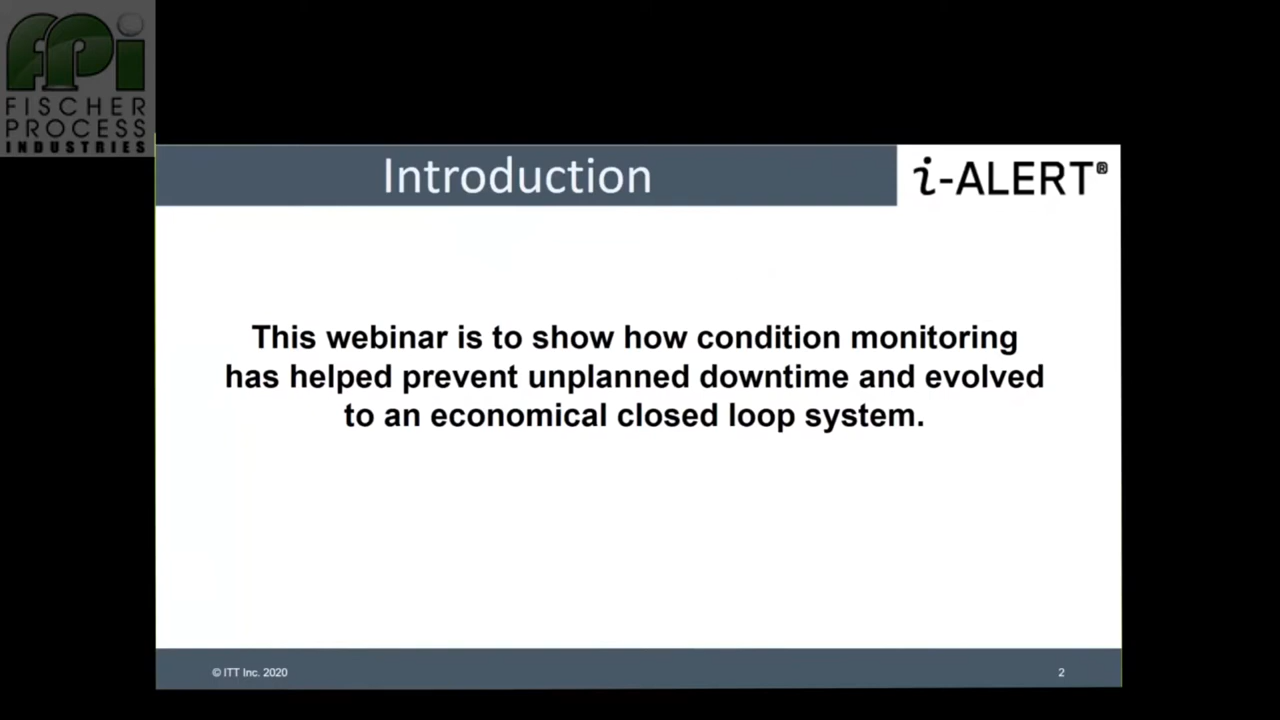 fpi
FISCHER
PROCESS
INDUSTRIES
Introduction
i-ALERT®
This webinar is to show how condition monitoring
has helped prevent unplanned downtime and evolved
to an economical closed loop system.
© ITT Inc. 2020
2